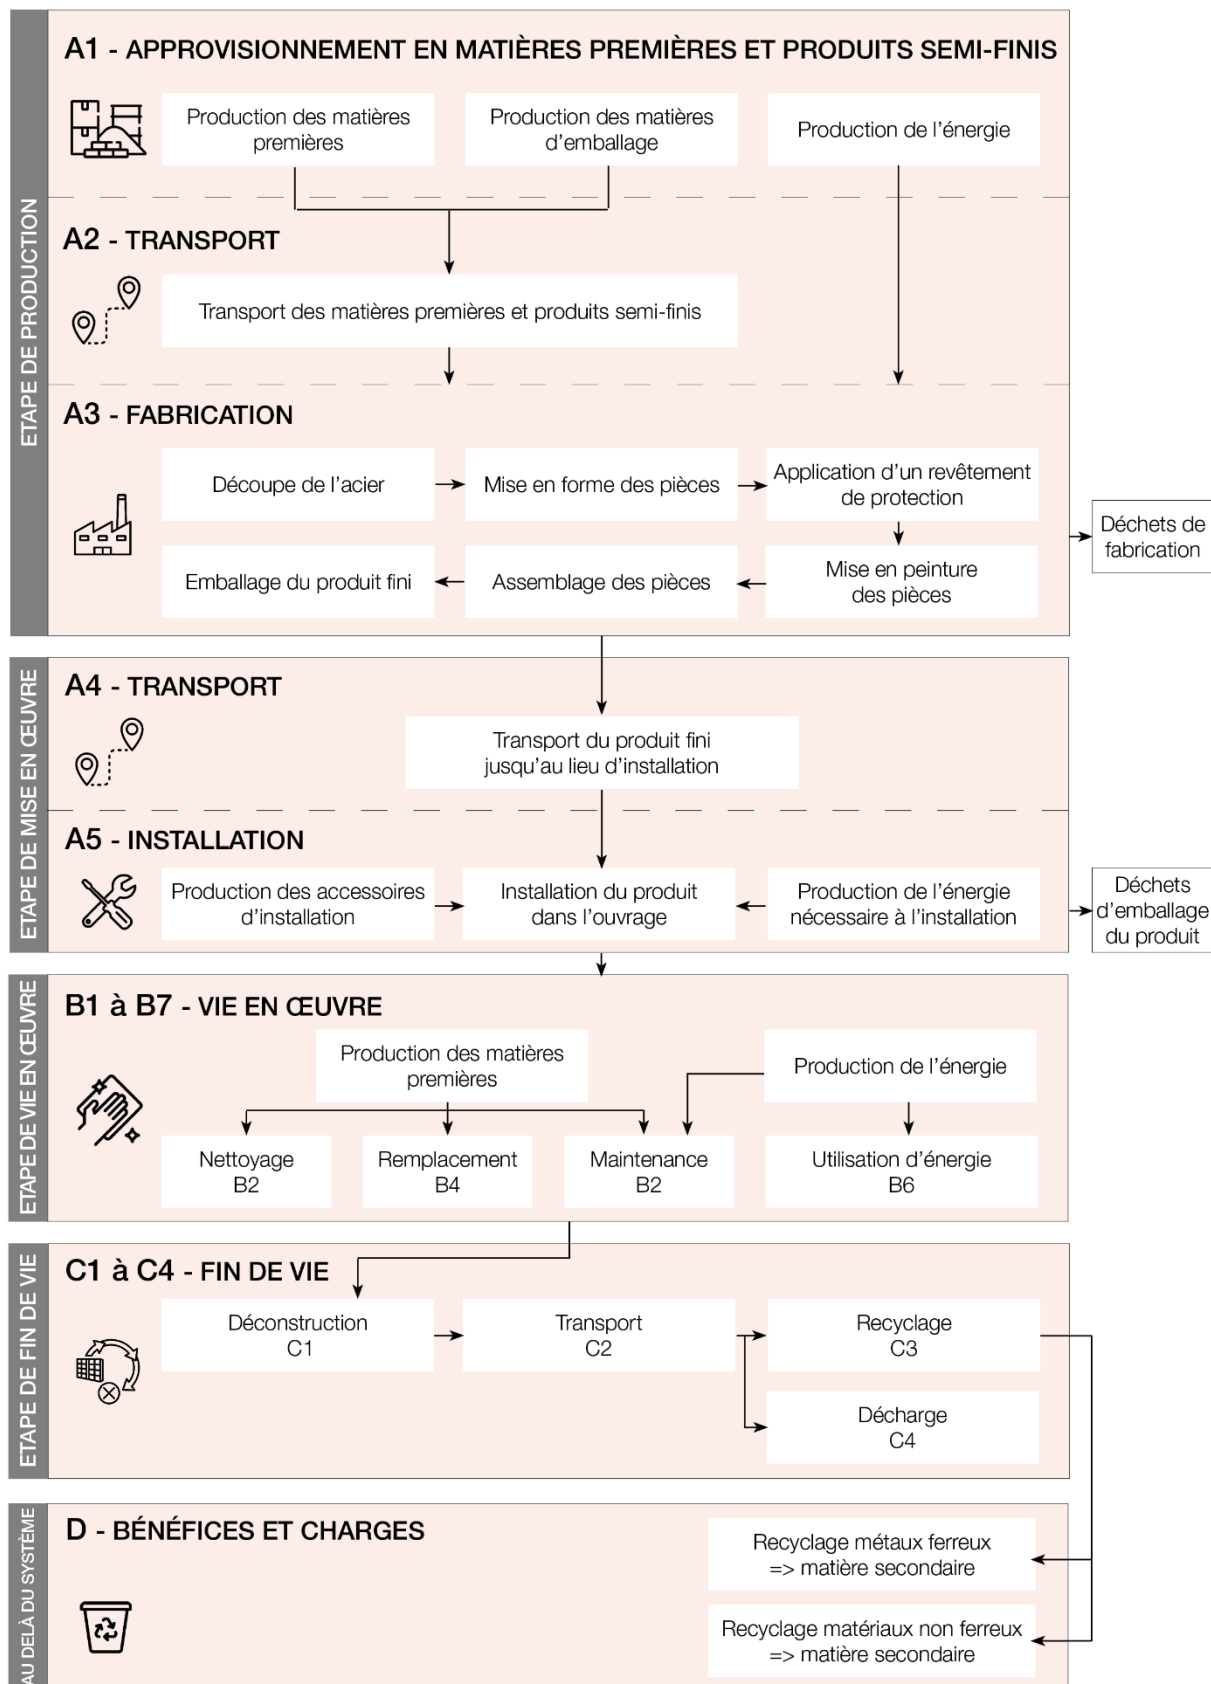 ETAPE DE PRODUCTION
A1 - APPROVISIONNEMENT EN MATIÈRES PREMIÈRES ET PRODUITS SEMI-FINIS
Production des matières
premières
Production des matières
d'emballage
Production de l'énergie
A2 - TRANSPORT
Transport des matières premières et produits semi-finis
A3 - FABRICATION
Découpe de l'acier
Mise en forme des pièces
Application d'un revêtement
de protection
Mise en peinture
des pièces
Assemblage des pièces
Emballage du produit fini
Déchets de
fabrication
ETAPE DE MISE EN ŒUVRE
A4 - TRANSPORT
Transport du produit fini
jusqu'au lieu d'installation
A5 - INSTALLATION
Production des accessoires
d'installation
Installation du produit
dans l'ouvrage
Production de l'énergie
nécessaire à l'installation
Déchets
d'emballage
du produit
ETAPE DE VIE EN ŒUVRE
B1 à B7 - VIE EN ŒUVRE
Production des matières
premières
Production de l'énergie
Nettoyage
B2
Remplacement
B4
Maintenance
B2
Utilisation d'énergie
B6
ETAPE DE FIN DE VIE
C1 à C4 - FIN DE VIE
Déconstruction
C1
Transport
C2
Recyclage
C3
Décharge
C4
AU DELÀ DU SYSTÈME
D - BÉNÉFICES ET CHARGES
Recyclage métaux ferreux
=> matière secondaire
Recyclage matériaux non ferreux
=> matière secondaire